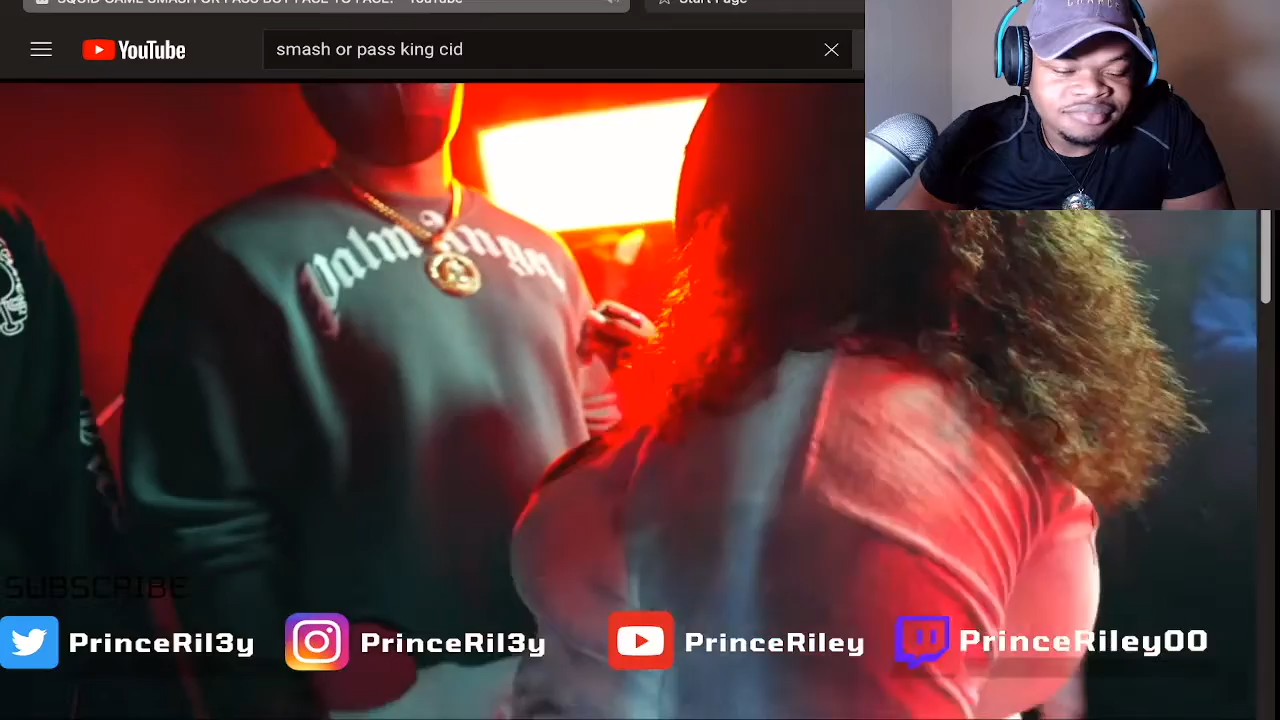 SQUID GAME SMASH OR PASS BUT FACE TO FACE! - YouTube
Start Page
YouTube
smash or pass king cid
Palm Angel
SUBSCRIBE
PrinceRil3y
PrinceRil3y
PrinceRiley
PrinceRiley00